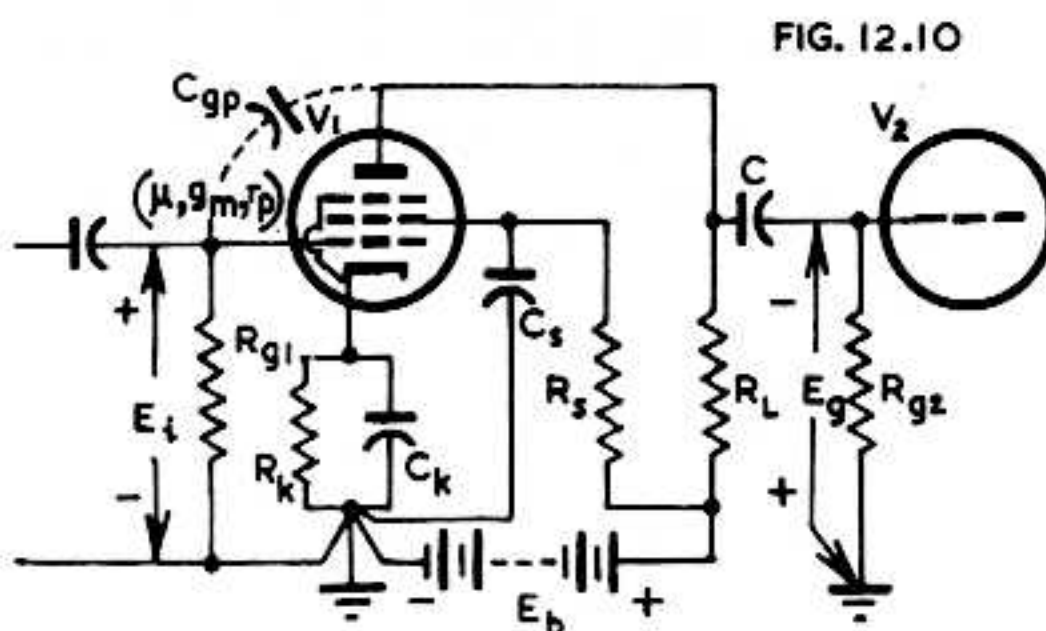 FIG. 12.10
Cgp
V1
V2
(μ, gm, rp)
C
+
-
Cs
Rg1
Ei
Rs
RL
Eg
Rg2
Rk
Ck
-
+
-
Eb
+